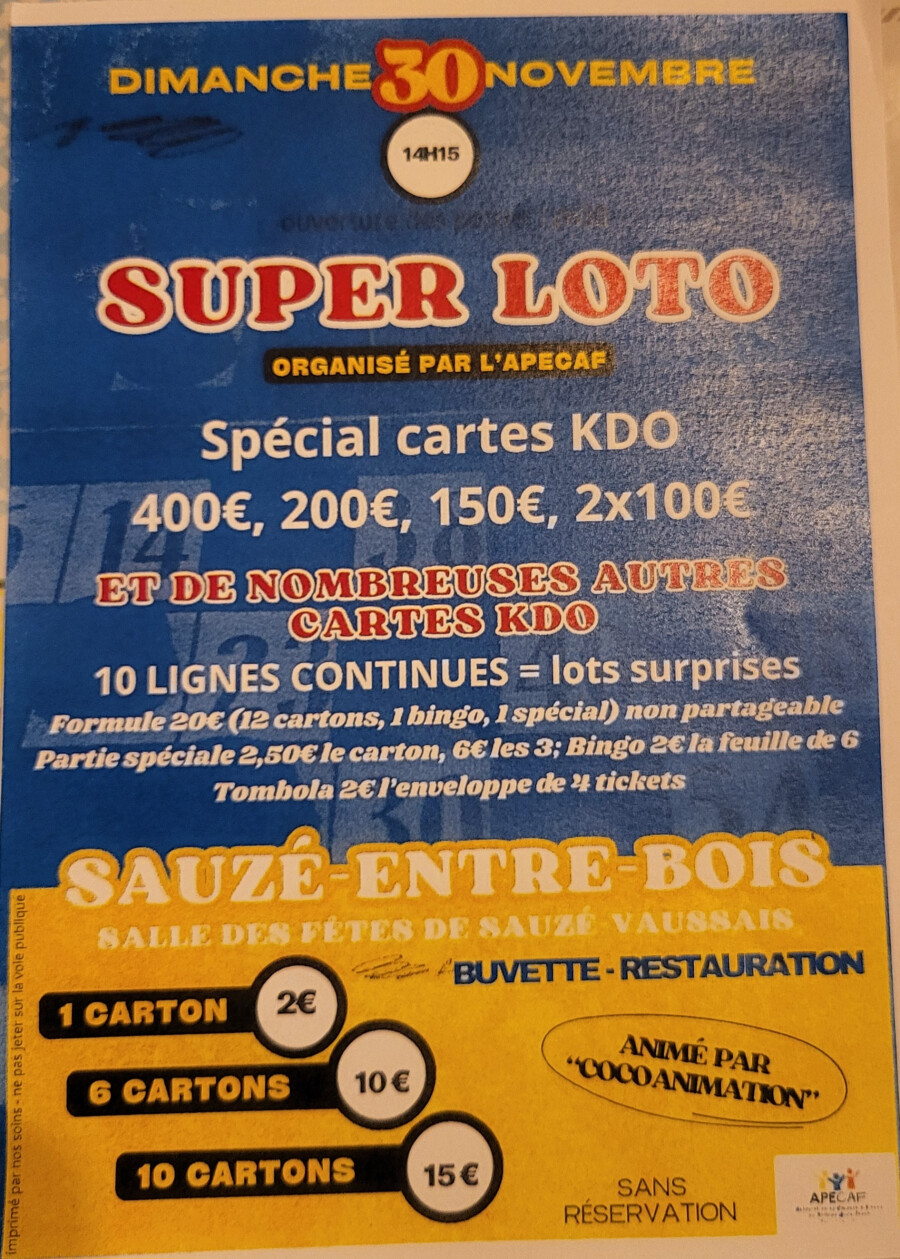 DIMANCHE 30 NOVEMBRE
14H15
ouverture des
SUPER LOTO
ORGANISÉ PAR L'APECAF
Spécial cartes KDO
400€, 200€, 150€, 2x100€
ET DE NOMBREUSES AUTRES
CARTES KDO
10 LIGNES CONTINUES = lots surprises
Formule 20€ (12 cartons, 1 bingo, 1 spécial) non partageable
Partie spéciale 2,50€ le carton, 6€ les 3; Bingo 2€ la feuille de 6
Tombola 2€ l'enveloppe de 4 tickets
SAUZÉ-ENTRE-BOIS
SALLE DES FÊTES DE SAUZÉ-VAUSSAIS
BUVETTE - RESTAURATION
1 CARTON 2€
6 CARTONS 10€
10 CARTONS 15€
ANIMÉ PAR
"COCOANIMATION"
SANS
RÉSERVATION
APECAF
imprimé par nos soins - ne pas jeter sur la voie publique